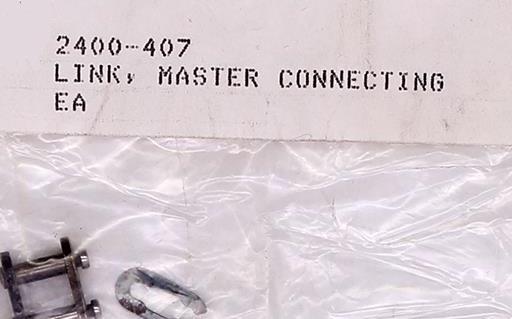 2400-407
LINK, MASTER CONNECTING
EA